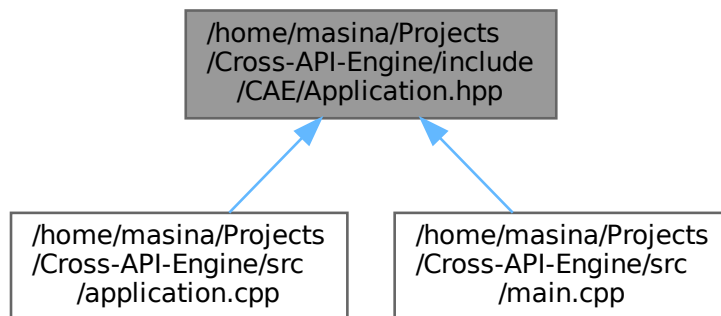 /home/masina/Projects
/Cross-API-Engine/include
/CAE/Application.hpp
/home/masina/Projects
/Cross-API-Engine/src
/application.cpp
/home/masina/Projects
/Cross-API-Engine/src
/main.cpp